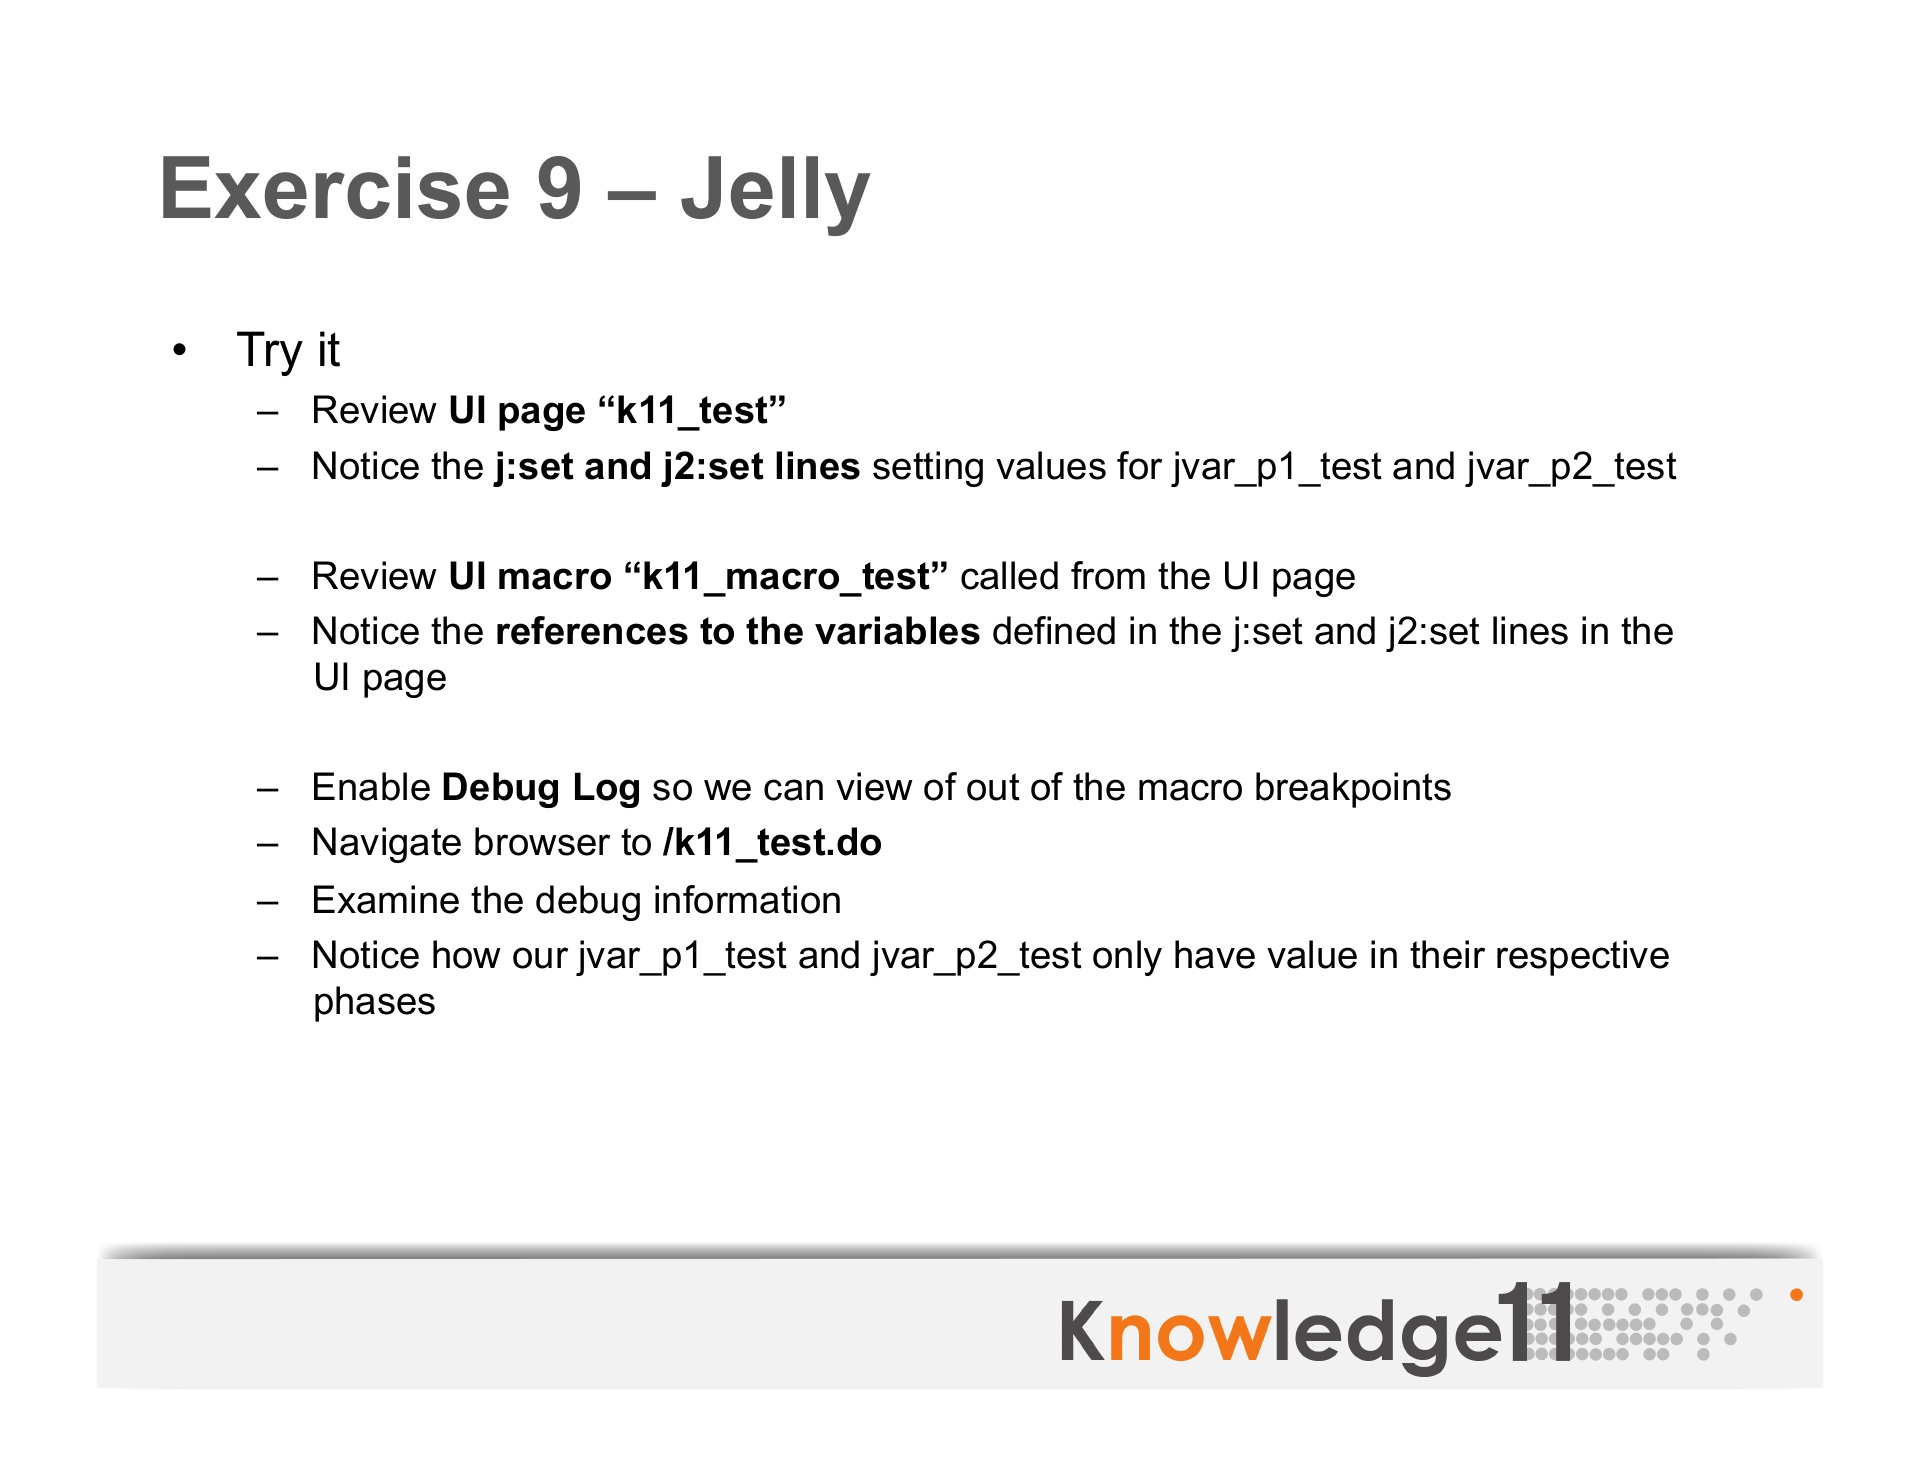 Exercise 9 – Jelly
• Try it
– Review UI page “k11_test”
– Notice the j:set and j2:set lines setting values for jvar_p1_test and jvar_p2_test
– Review UI macro “k11_macro_test” called from the UI page
– Notice the references to the variables defined in the j:set and j2:set lines in the
UI page
– Enable Debug Log so we can view of out of the macro breakpoints
– Navigate browser to /k11_test.do
– Examine the debug information
– Notice how our jvar_p1_test and jvar_p2_test only have value in their respective
phases
Knowledge11